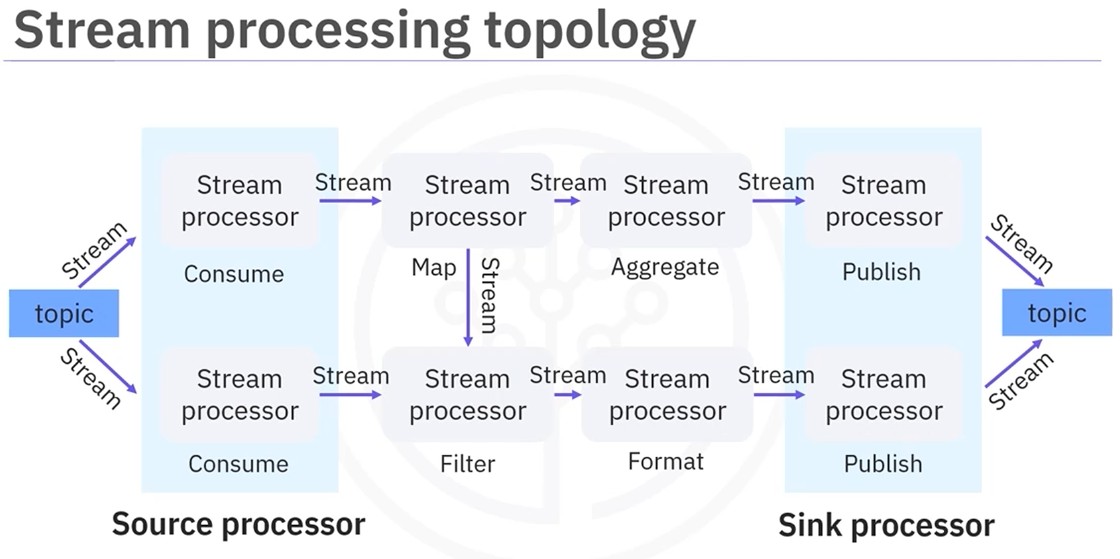 Stream processing topology
Stream
processor
Stream
Stream
processor
Stream
Stream
processor
Stream
Stream
processor
Consume
Map
Aggregate
Publish
Stream
Stream
Stream
topic
topic
Stream
Stream
Stream
processor
Stream
Stream
processor
Stream
Stream
processor
Stream
Stream
processor
Consume
Filter
Format
Publish
Source processor
Sink processor